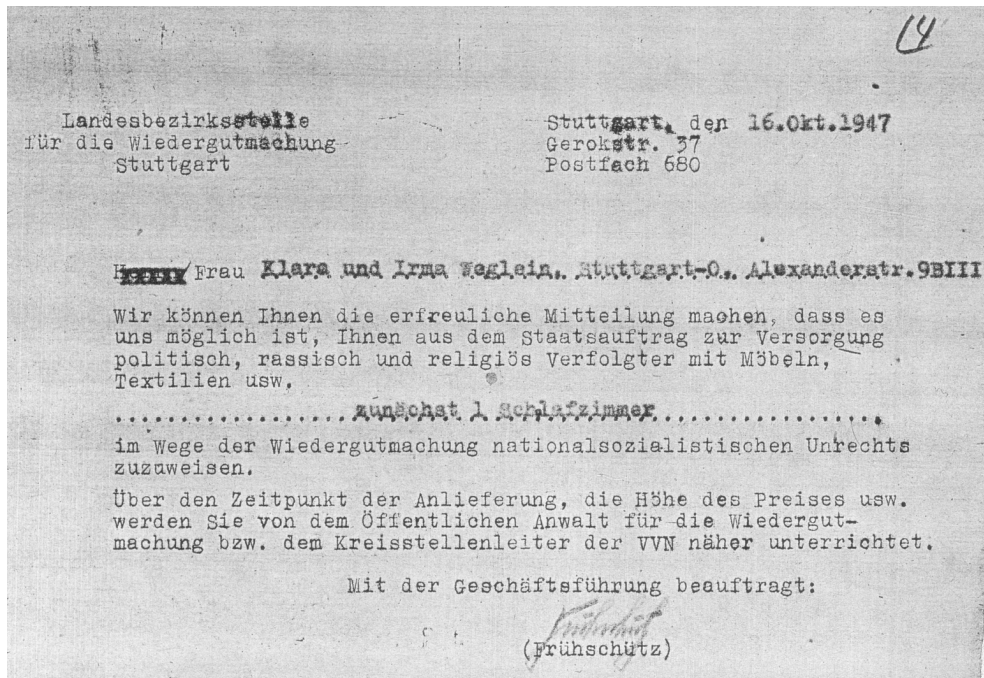 14
Landesbezirksstelle
für die Wiedergutmachung
Stuttgart
Stuttgart, den 16.Okt.1947
Gerokstr. 37
Postfach 680
Frau Klara und Irma Weglein, Stuttgart-O., Alexanderstr.9BIII
Wir können Ihnen die erfreuliche Mitteilung machen, dass es
uns möglich ist, Ihnen aus dem Staatsauftrag zur Versorgung
politisch, rassisch und religiös Verfolgter mit Möbeln,
Textilien usw.
..................zunächst 1 Schlafzimmer..................
im Wege der Wiedergutmachung nationalsozialistischen Unrechts
zuzuweisen.
Über den Zeitpunkt der Anlieferung, die Höhe des Preises usw.
werden Sie von dem Öffentlichen Anwalt für die Wiedergut-
machung bzw. dem Kreisstellenleiter der VVN näher unterrichtet.
Mit der Geschäftsführung beauftragt:
Frühschütz
(Frühschütz)